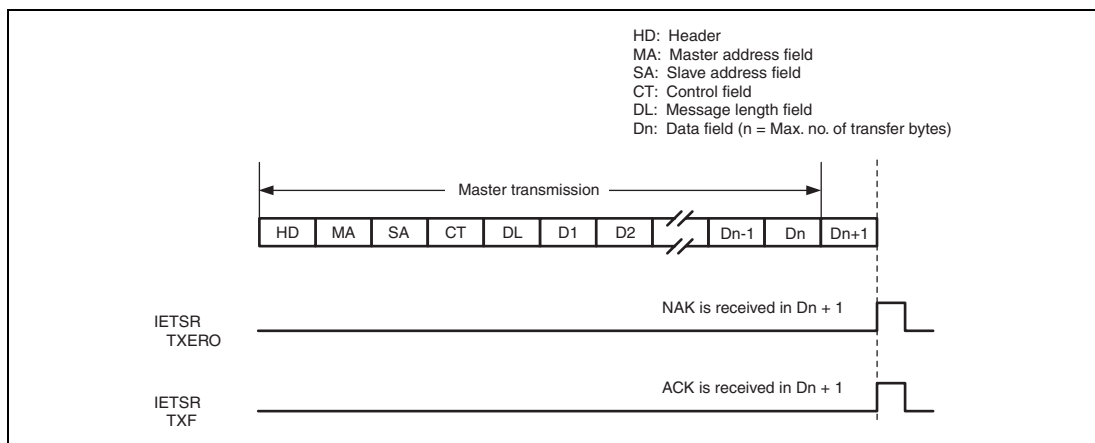 HD: Header
MA: Master address field
SA: Slave address field
CT: Control field
DL: Message length field
Dn: Data field (n = Max. no. of transfer bytes)
Master transmission
HD MA SA CT DL D1 D2 Dn-1 Dn Dn+1
NAK is received in Dn + 1
IETSR
TXERO
ACK is received in Dn + 1
IETSR
TXF